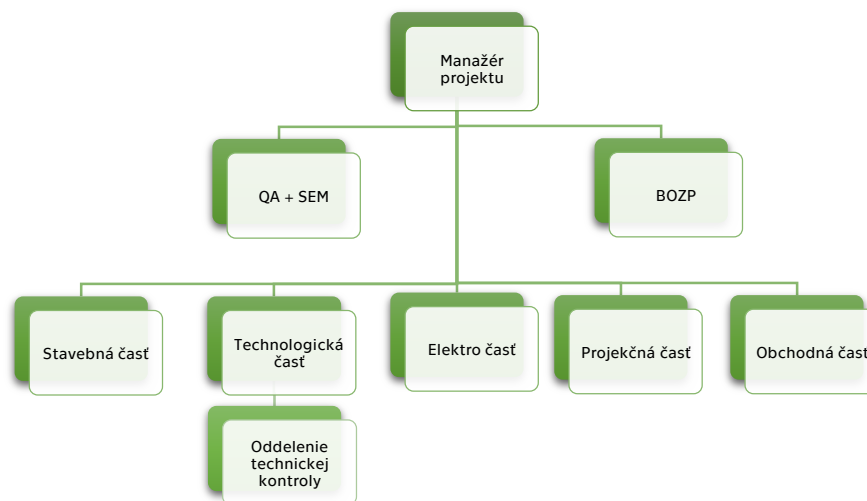 Manažér
projektu
QA + SEM
BOZP
Stavebná časť
Technologická
časť
Elektro časť
Projekčná časť
Obchodná časť
Oddelenie
technickej
kontroly